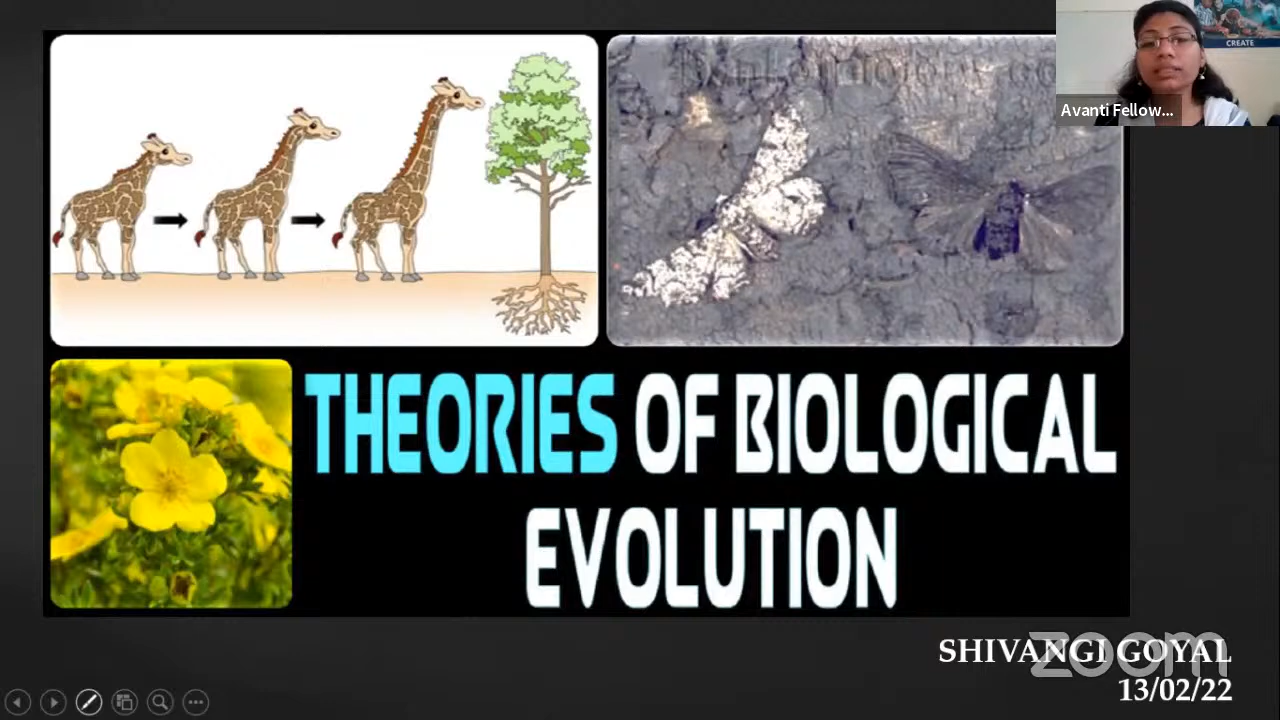 CREATE
Avanti Fellow...
THEORIES OF BIOLOGICAL
EVOLUTION
SHIVANGI GOYAL
zoom
13/02/22